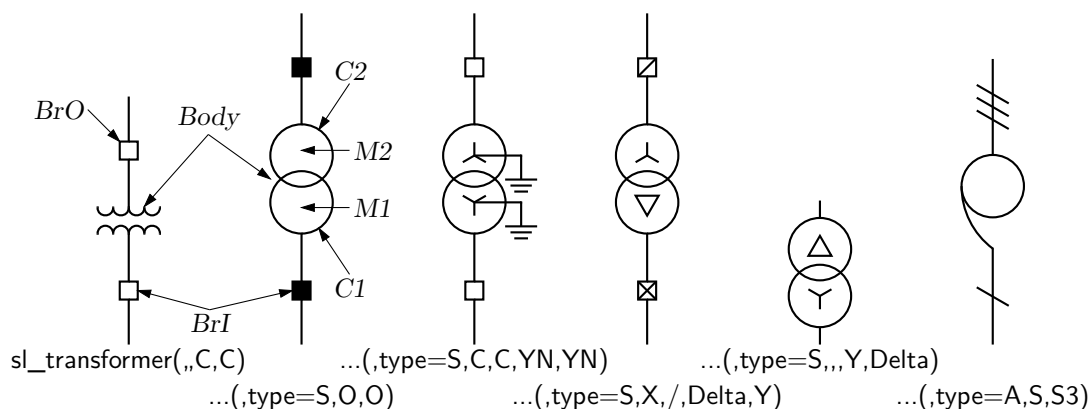 C2
BrO
Body
M2
M1
C1
BrI
sl_transformer(,,C,C)
...(,type=S,C,C,YN,YN)
...(,type=S,,,Y,Delta)
...(,type=S,O,O)
...(,type=S,X,/,Delta,Y)
...(,type=A,S,S3)